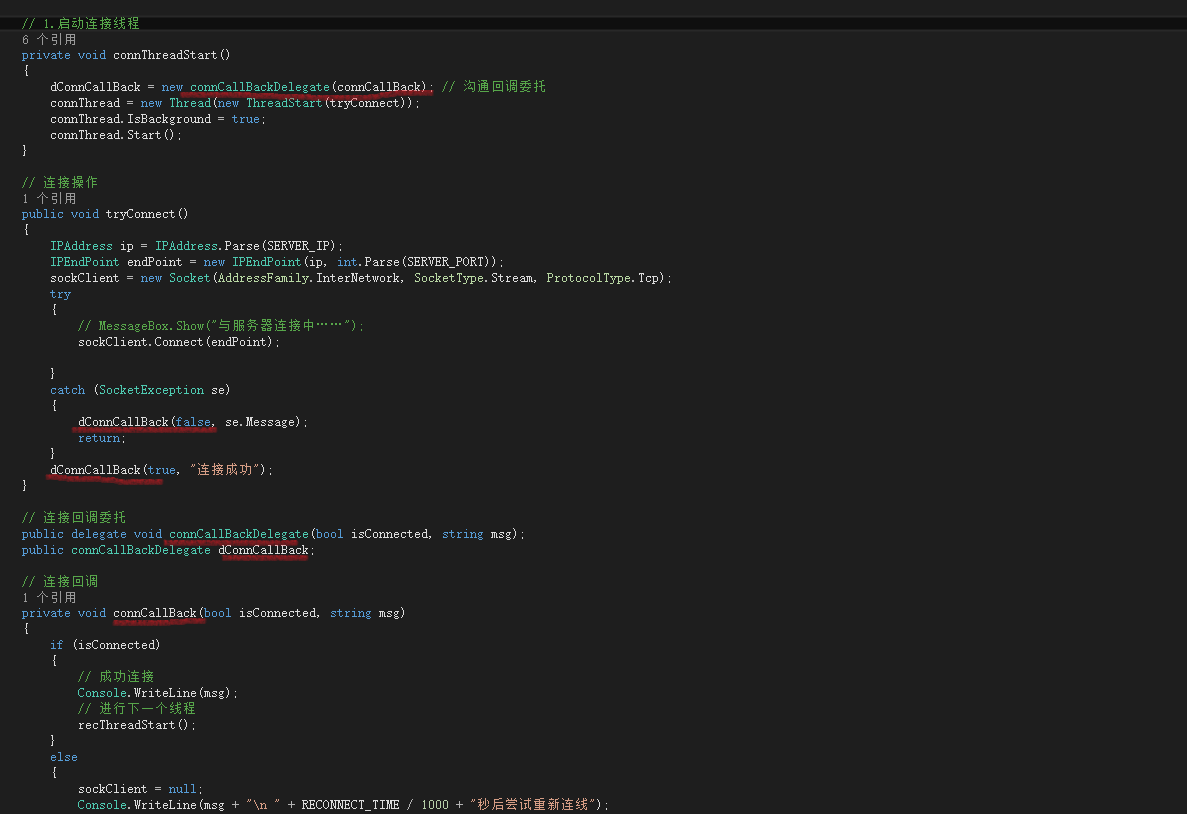 // 1.启动连接线程
6 个引用
private void connThreadStart()
{
    dConnCallBack = new connCallBackDelegate(connCallBack); // 沟通回调委托
    connThread = new Thread(new ThreadStart(tryConnect));
    connThread.IsBackground = true;
    connThread.Start();
}

// 连接操作
1 个引用
public void tryConnect()
{
    IPAddress ip = IPAddress.Parse(SERVER_IP);
    IPEndPoint endPoint = new IPEndPoint(ip, int.Parse(SERVER_PORT));
    sockClient = new Socket(AddressFamily.InterNetwork, SocketType.Stream, ProtocolType.Tcp);
    try
    {
        // MessageBox.Show("与服务器连接中……");
        sockClient.Connect(endPoint);

    }
    catch (SocketException se)
    {
        dConnCallBack(false, se.Message);
        return;
    }
    dConnCallBack(true, "连接成功");
}

// 连接回调委托
public delegate void connCallBackDelegate(bool isConnected, string msg);
public connCallBackDelegate dConnCallBack;

// 连接回调
1 个引用
private void connCallBack(bool isConnected, string msg)
{
    if (isConnected)
    {
        // 成功连接
        Console.WriteLine(msg);
        // 进行下一个线程
        recThreadStart();
    }
    else
    {
        sockClient = null;
        Console.WriteLine(msg + "\n " + RECONNECT_TIME / 1000 + "秒后尝试重新连线");